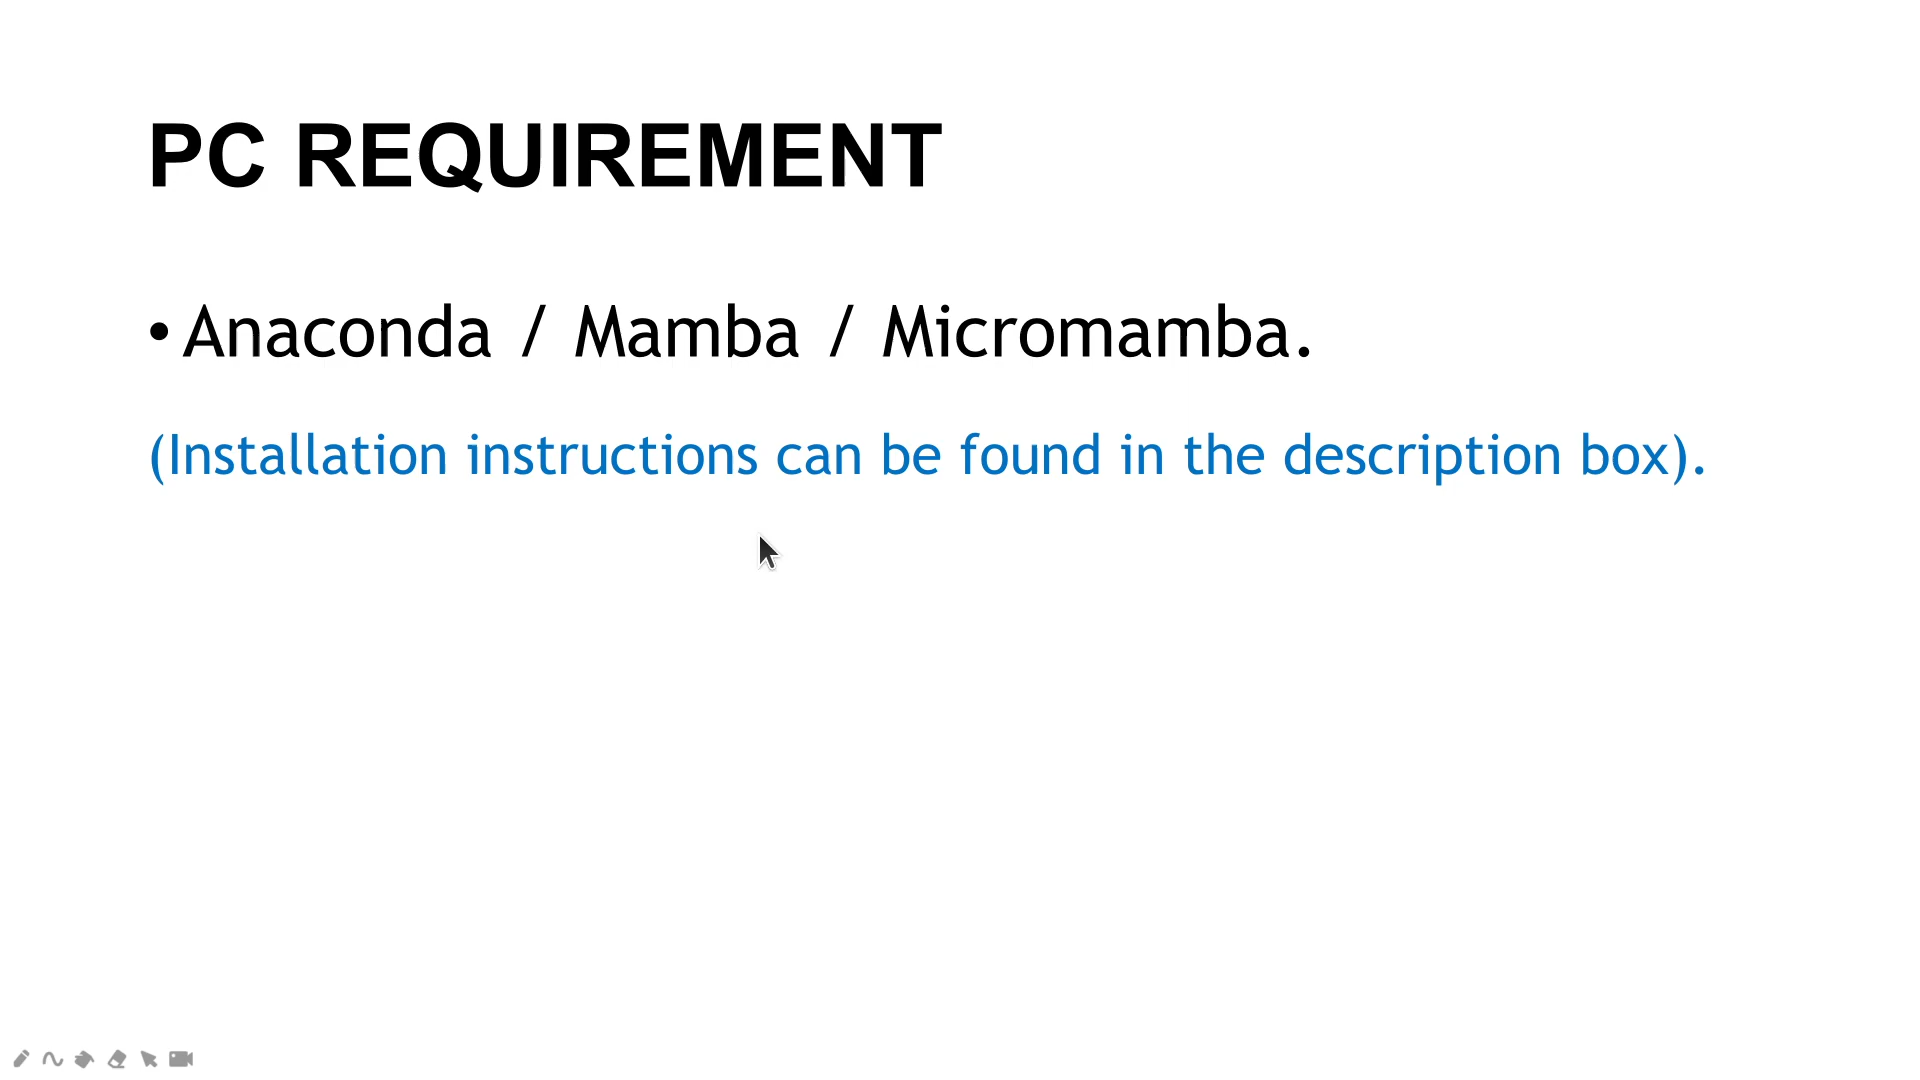 PC REQUIREMENT
• Anaconda / Mamba / Micromamba.
(Installation instructions can be found in the description box).